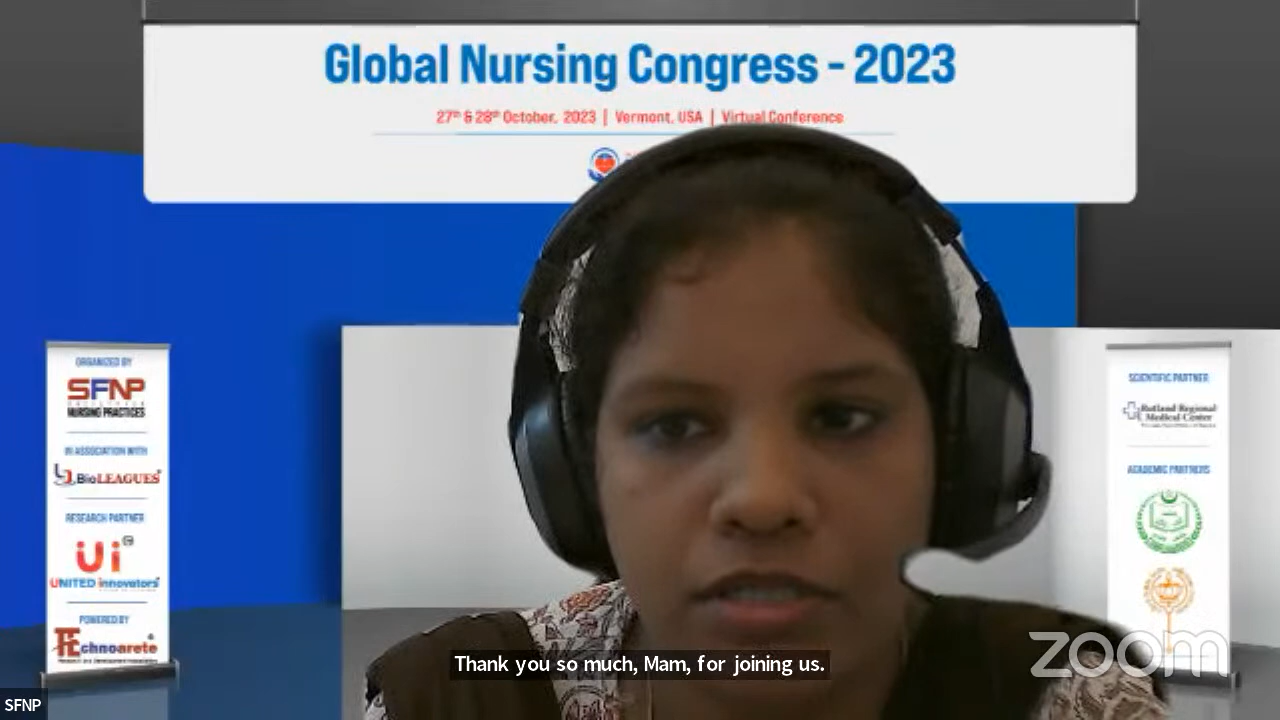 Global Nursing Congress - 2023
27th & 28th October, 2023 | Vermont, USA | Virtual Conference
ORGANIZED BY
SFNP
NURSING PRACTICES
IN ASSOCIATION WITH
BioLEAGUES
RESEARCH PARTNER
Ui
UNITED innovators
POWERED BY
TEchnoarete
SCIENTIFIC PARTNER
Rutland Regional
Medical Center
ACADEMIC PARTNERS
zoom
Thank you so much, Mam, for joining us.
SFNP